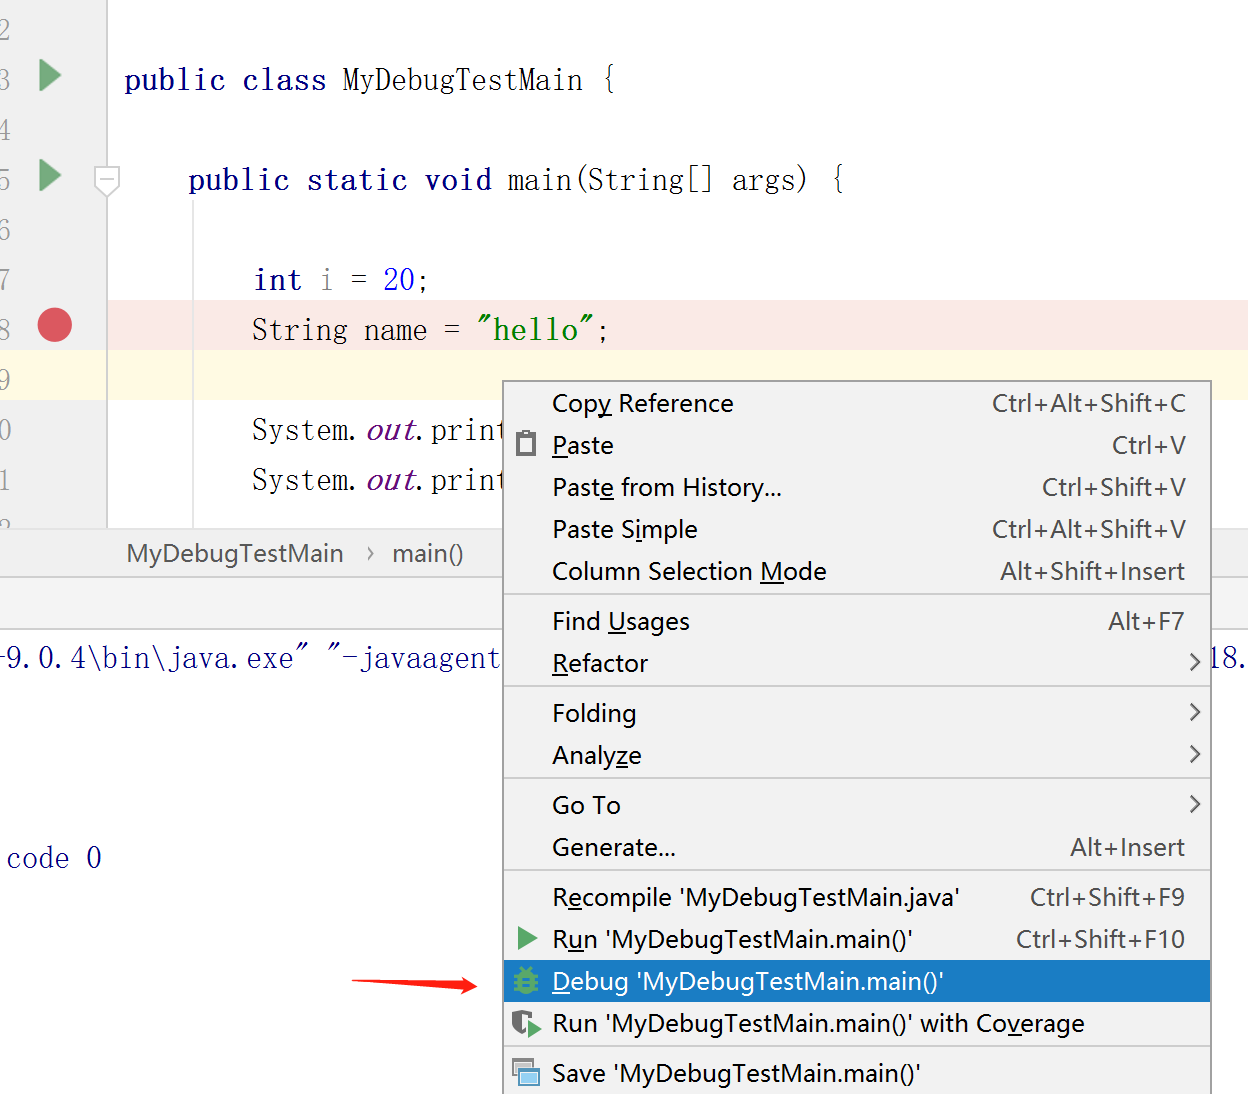 2
3 public class MyDebugTestMain {
4
5 public static void main(String[] args) {
6
7 int i = 20;
8 String name = "hello";
9
0 System.out.print
1 System.out.print
MyDebugTestMain › main()
-9.0.4\bin\java.exe" "-javaagent 18.
code 0
Copy Reference Ctrl+Alt+Shift+C
Paste Ctrl+V
Paste from History... Ctrl+Shift+V
Paste Simple Ctrl+Alt+Shift+V
Column Selection Mode Alt+Shift+Insert
Find Usages Alt+F7
Refactor
Folding
Analyze
Go To
Generate... Alt+Insert
Recompile 'MyDebugTestMain.java' Ctrl+Shift+F9
Run 'MyDebugTestMain.main()' Ctrl+Shift+F10
Debug 'MyDebugTestMain.main()'
Run 'MyDebugTestMain.main()' with Coverage
Save 'MyDebugTestMain.main()'